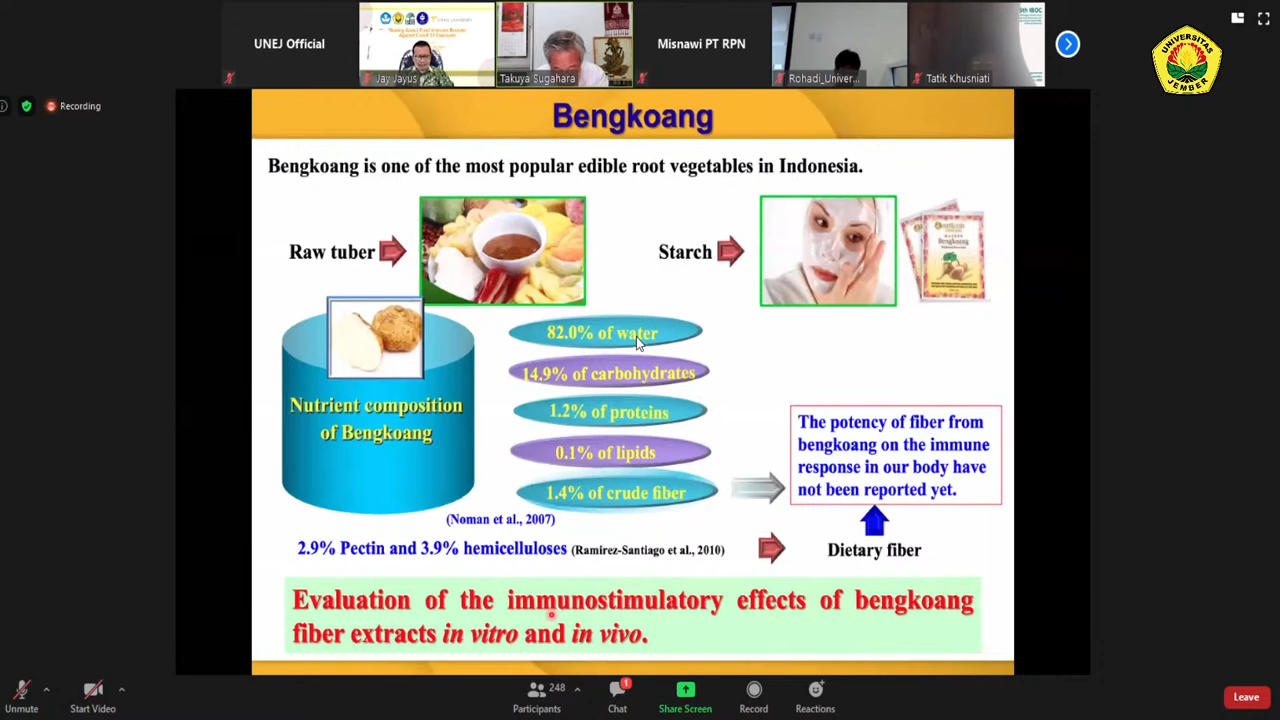 UNEJ Official
Jay Jayus
Takuya Sugahara
Misnawi PT RPN
Rohadi_Univer...
Tatik Khusniati
UNIVERSITAS
JEMBER
Recording
Bengkoang
Bengkoang is one of the most popular edible root vegetables in Indonesia.
Raw tuber
Starch
Bengkoang
82.0% of water
14.9% of carbohydrates
1.2% of proteins
0.1% of lipids
1.4% of crude fiber
Nutrient composition
of Bengkoang
(Noman et al., 2007)
The potency of fiber from
bengkoang on the immune
response in our body have
not been reported yet.
2.9% Pectin and 3.9% hemicelluloses (Ramirez-Santiago et al., 2010)
Dietary fiber
Evaluation of the immunostimulatory effects of bengkoang
fiber extracts in vitro and in vivo.
Unmute
Start Video
248
Participants
1
Chat
Share Screen
Record
Reactions
Leave